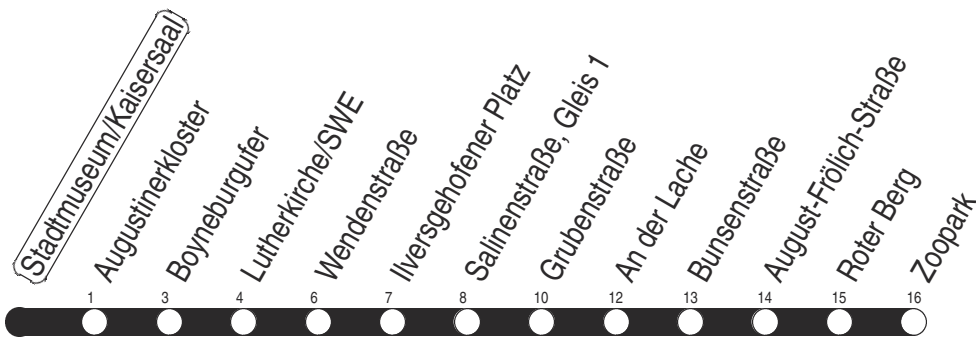 Stadtmuseum/Kaisersaal
Augustinerkloster
Boyneburgufer
Lutherkirche/SWE
Wendenstraße
Ilversgehofener Platz
Salinenstraße, Gleis 1
Grubenstraße
An der Lache
Bunsenstraße
August-Frölich-Straße
Roter Berg
Zoopark
1 3 4 6 7 8 10 12 13 14 15 16